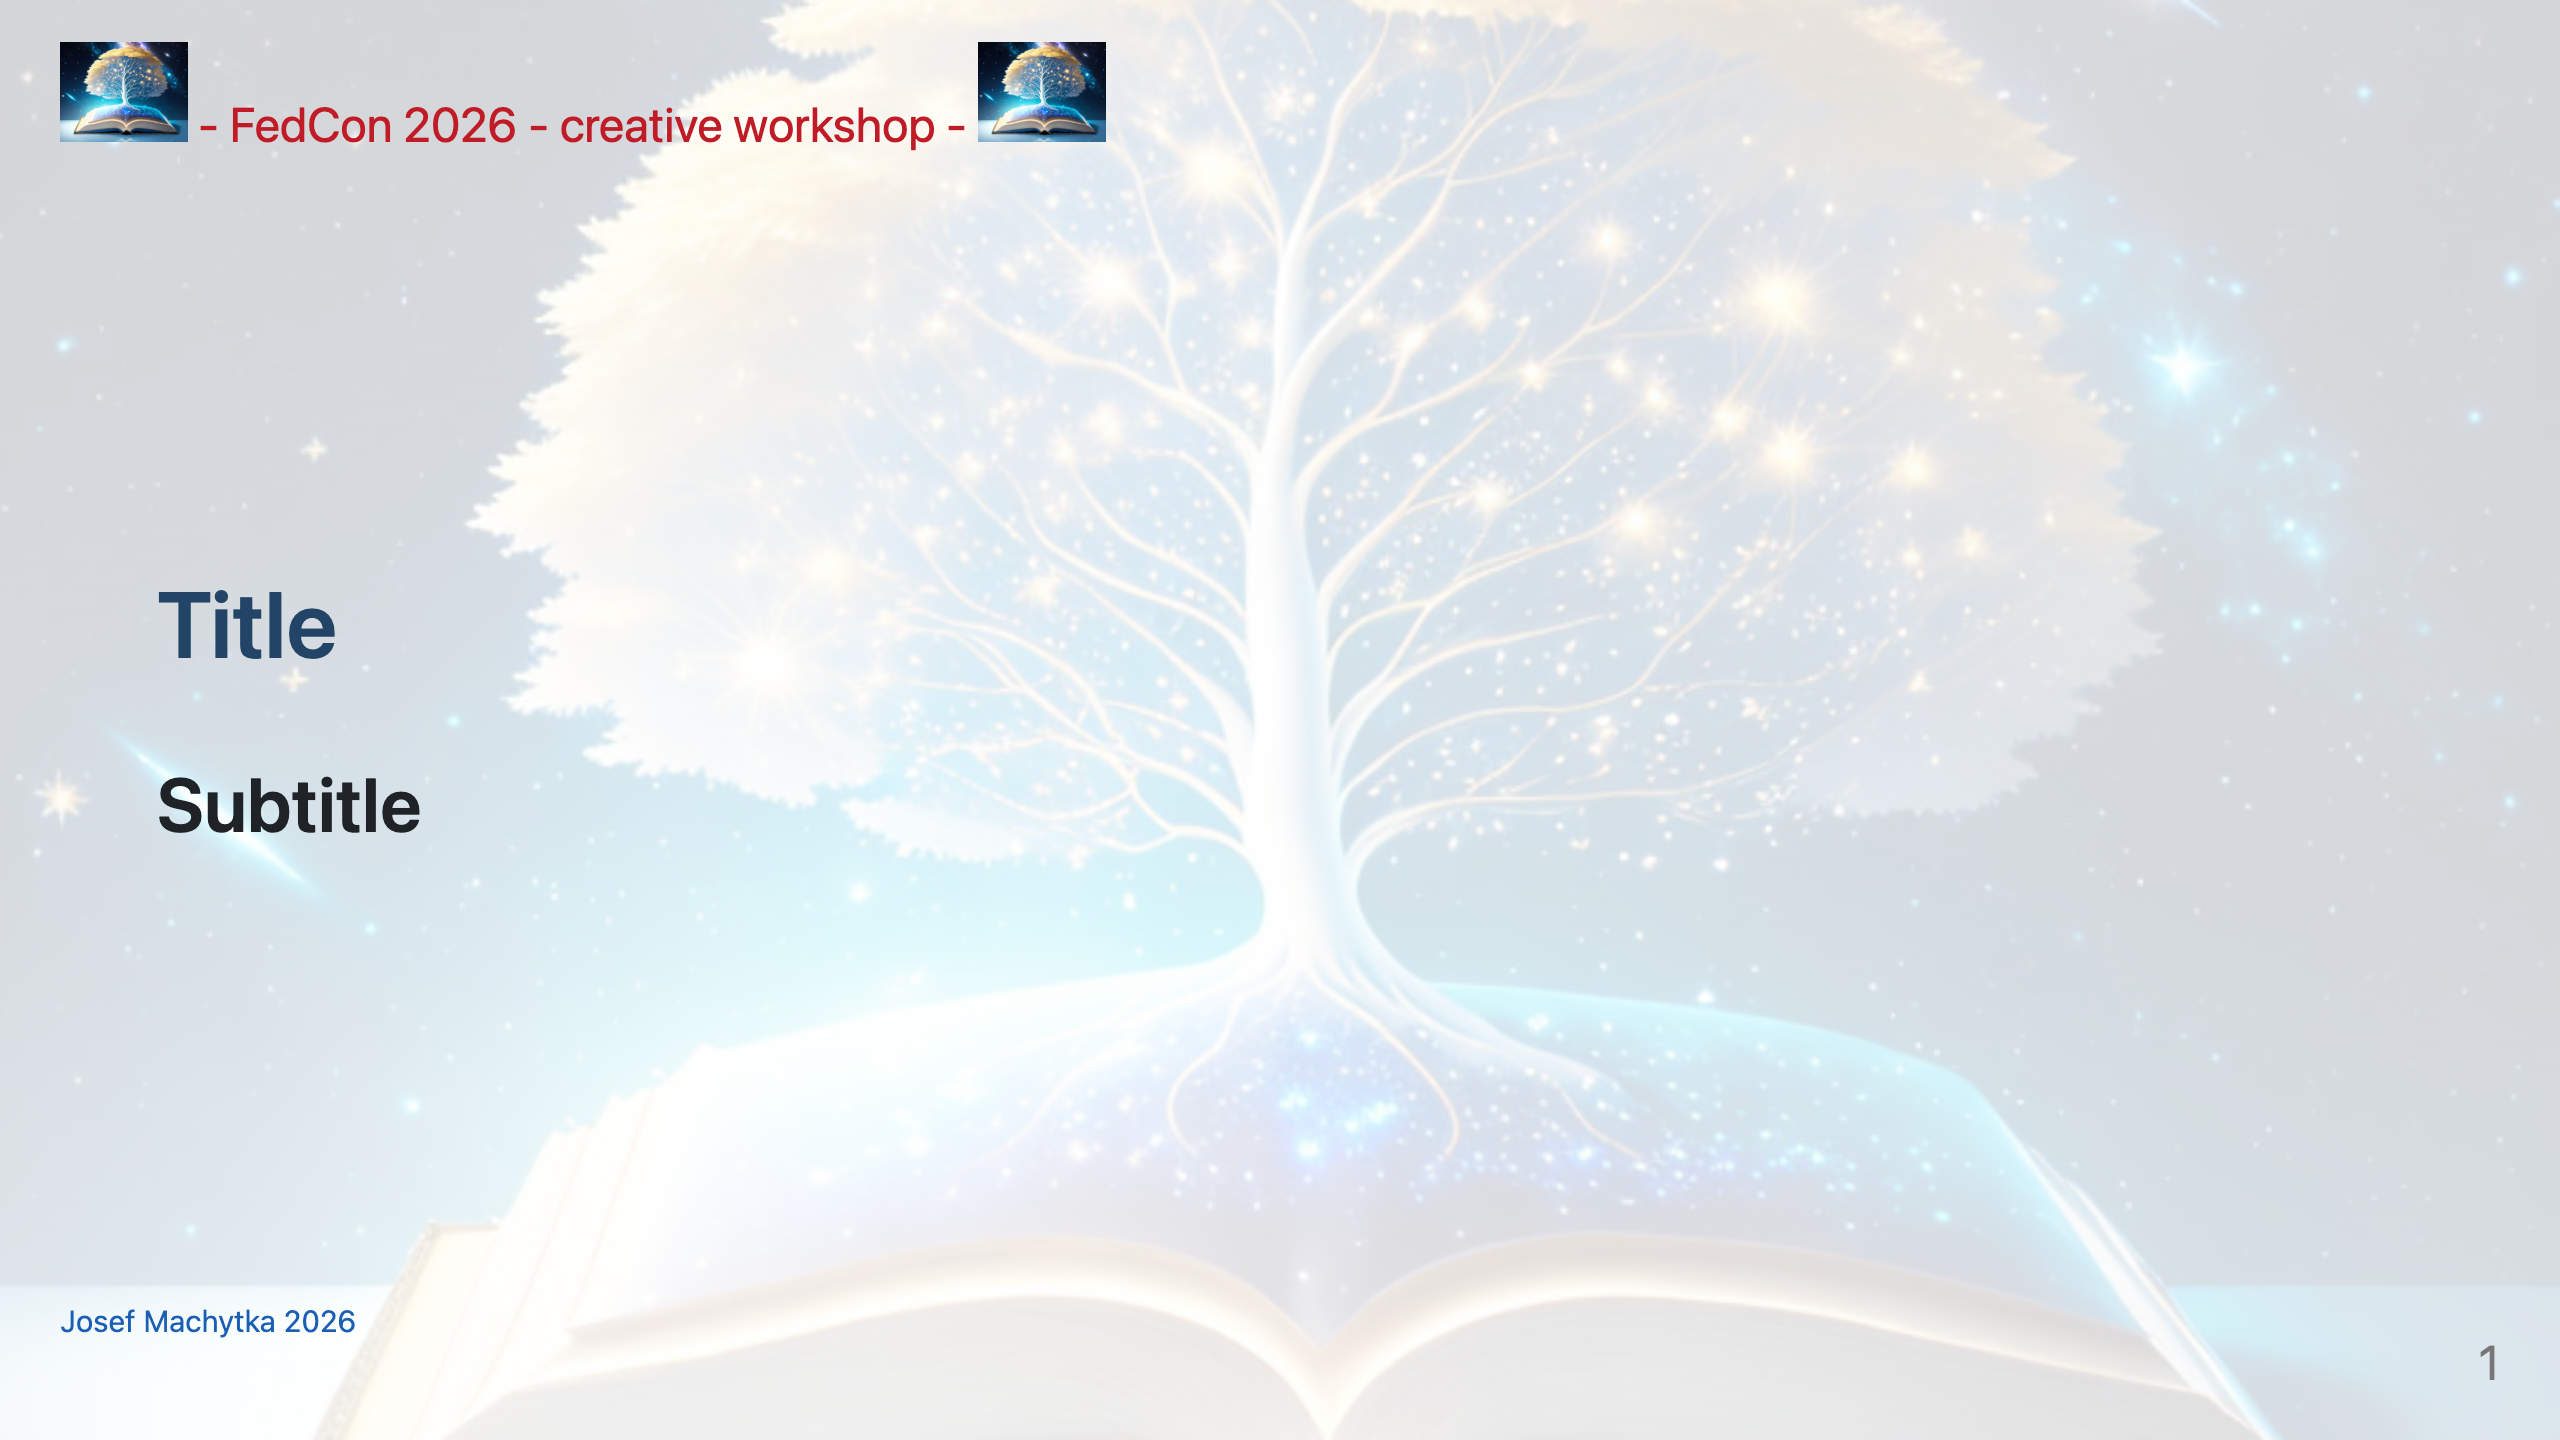 - FedCon 2026 - creative workshop -
Title
Subtitle
Josef Machytka 2026
1